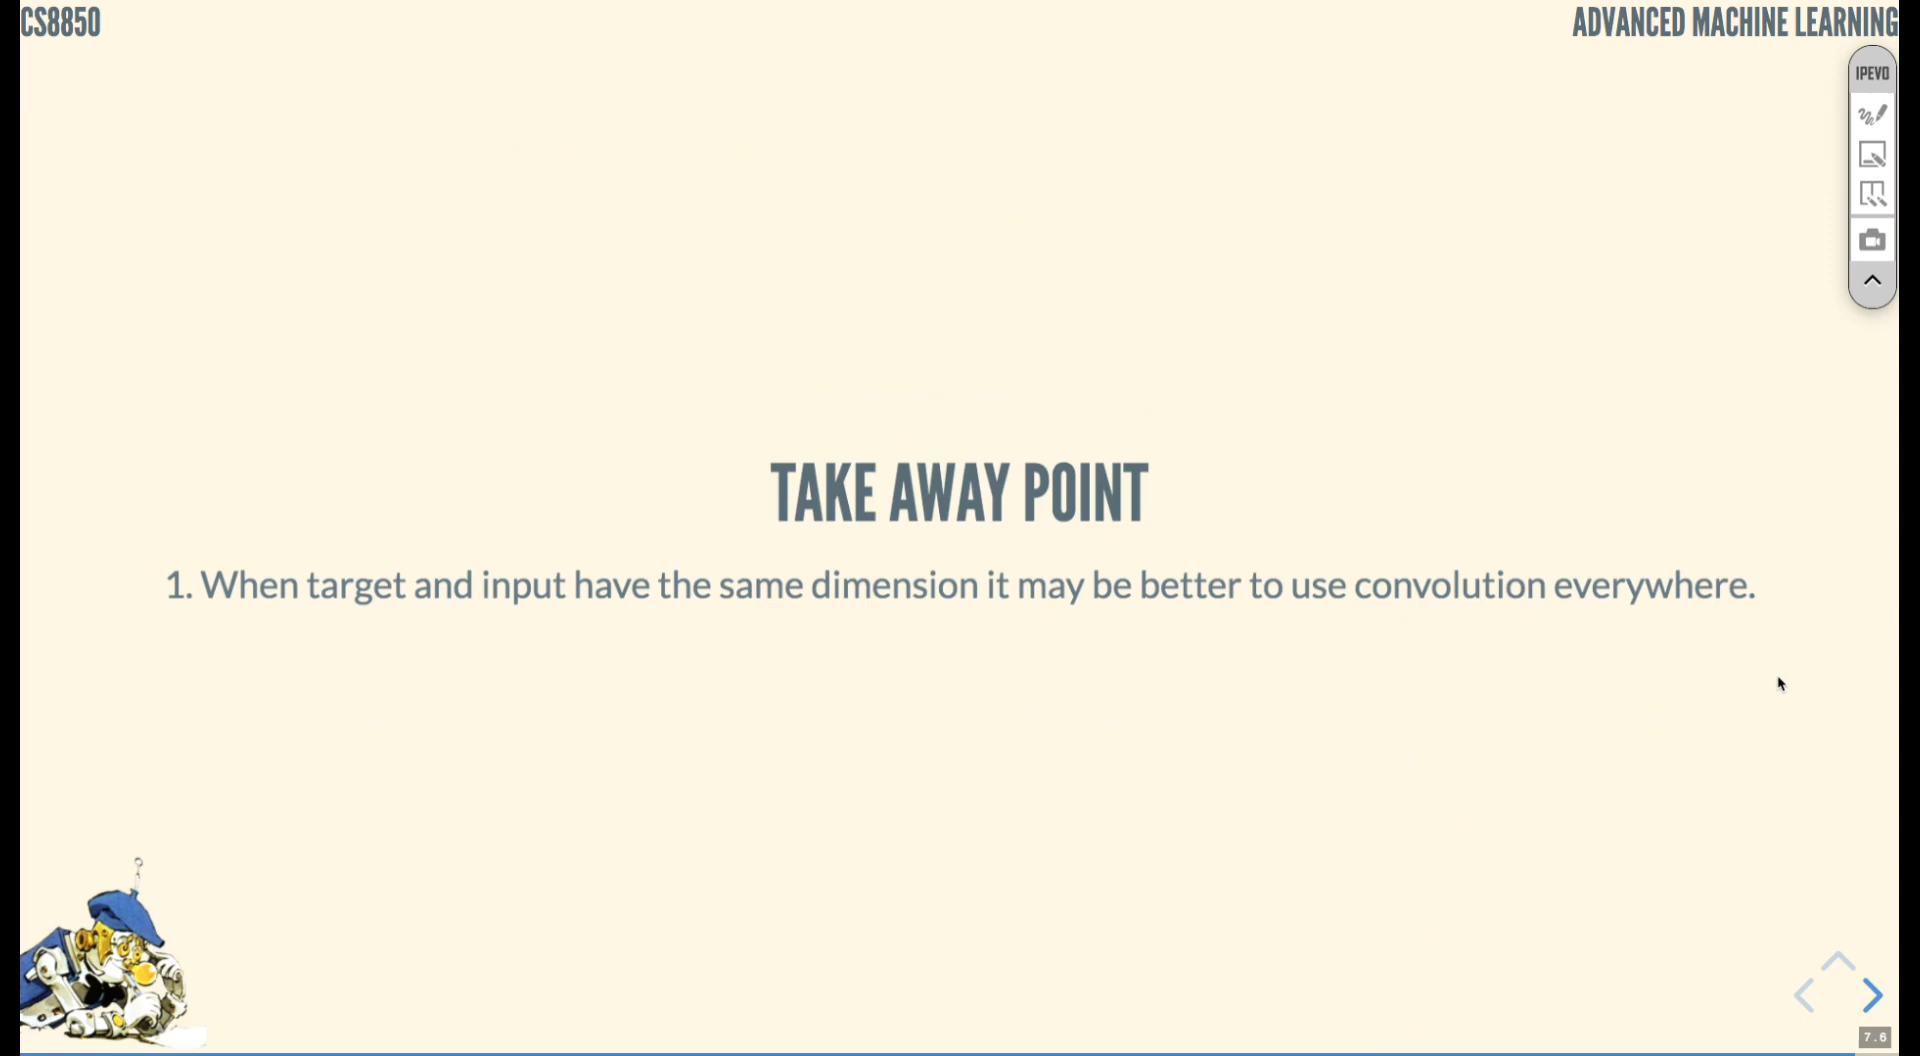 CS8850
ADVANCED MACHINE LEARNING
IPEVO
TAKE AWAY POINT
1. When target and input have the same dimension it may be better to use convolution everywhere.
7.6